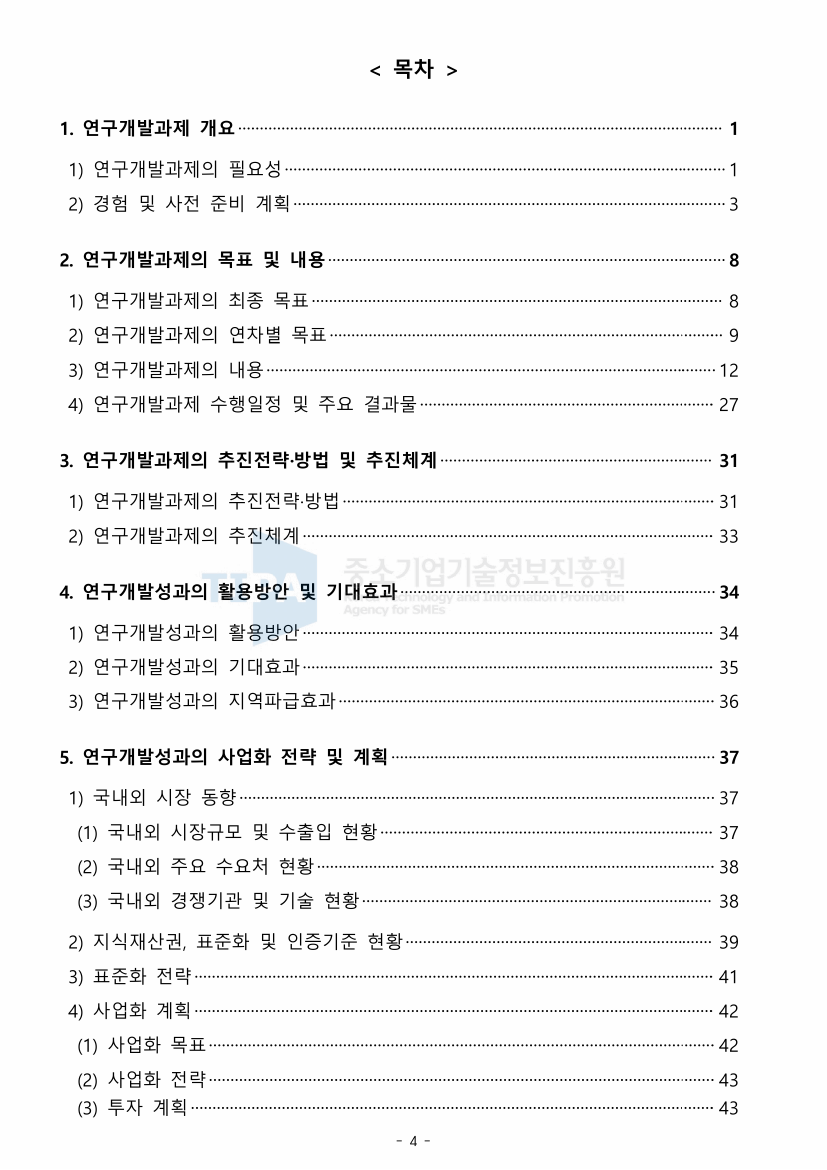 < 목차 >
1. 연구개발과제 개요 ······ 1
1) 연구개발과제의 필요성 ······ 1
2) 경험 및 사전 준비 계획 ······ 3
2. 연구개발과제의 목표 및 내용 ······ 8
1) 연구개발과제의 최종 목표 ······ 8
2) 연구개발과제의 연차별 목표 ······ 9
3) 연구개발과제의 내용 ······ 12
4) 연구개발과제 수행일정 및 주요 결과물 ······ 27
3. 연구개발과제의 추진전략·방법 및 추진체계 ······ 31
1) 연구개발과제의 추진전략·방법 ······ 31
2) 연구개발과제의 추진체계 ······ 33
TIPA 중소기업기술정보진흥원
4. 연구개발성과의 활용방안 및 기대효과 ······ 34
Technology and Information Promotion
Agency for SMEs
1) 연구개발성과의 활용방안 ······ 34
2) 연구개발성과의 기대효과 ······ 35
3) 연구개발성과의 지역파급효과 ······ 36
5. 연구개발성과의 사업화 전략 및 계획 ······ 37
1) 국내외 시장 동향 ······ 37
(1) 국내외 시장규모 및 수출입 현황 ······ 37
(2) 국내외 주요 수요처 현황 ······ 38
(3) 국내외 경쟁기관 및 기술 현황 ······ 38
2) 지식재산권, 표준화 및 인증기준 현황 ······ 39
3) 표준화 전략 ······ 41
4) 사업화 계획 ······ 42
(1) 사업화 목표 ······ 42
(2) 사업화 전략 ······ 43
(3) 투자 계획 ······ 43
- 4 -